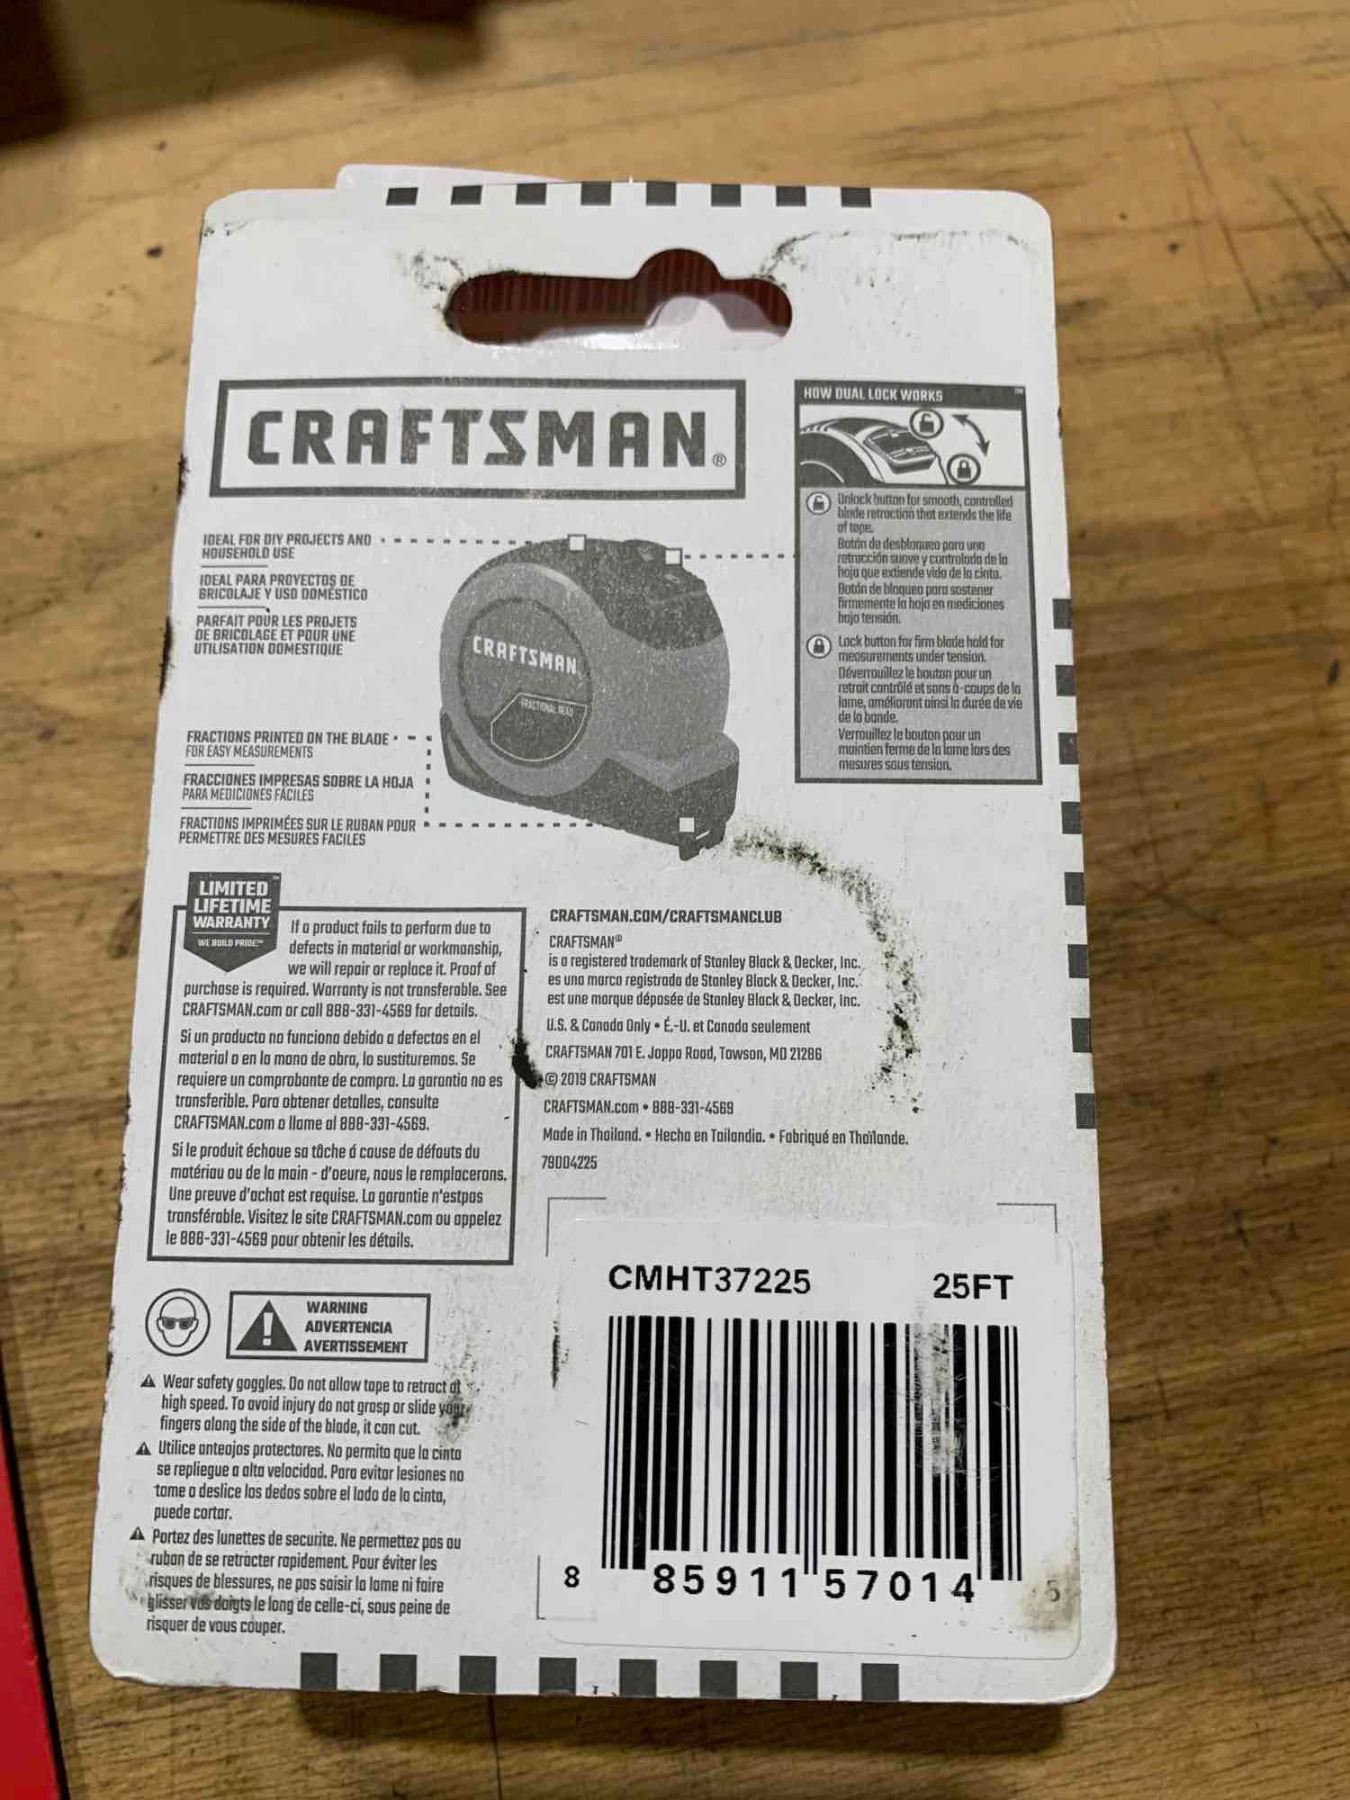 CRAFTSMAN®
HOW DUAL LOCK WORKS™
Unlock button for smooth, controlled
blade retraction that extends the life
of tape.
Botón de desbloqueo para una
retracción suave y controlada de la
hoja que extiende vida de la cinta.
Botón de bloqueo para sostener
firmemente la hoja en mediciones
bajo tensión.
Lock button for firm blade hold for
measurements under tension.
Déverrouillez le bouton pour un
retrait contrôlé et sans à-coups de la
lame, améliorant ainsi la durée de vie
de la bande.
Verrouillez le bouton pour un
maintien ferme de la lame lors des
mesures sous tension.
IDEAL FOR DIY PROJECTS AND
HOUSEHOLD USE
IDEAL PARA PROYECTOS DE
BRICOLAJE Y USO DOMÉSTICO
PARFAIT POUR LES PROJETS
DE BRICOLAGE ET POUR UNE
UTILISATION DOMESTIQUE
CRAFTSMAN
FRACTIONAL READ
FRACTIONS PRINTED ON THE BLADE
FOR EASY MEASUREMENTS
FRACCIONES IMPRESAS SOBRE LA HOJA
PARA MEDICIONES FÁCILES
FRACTIONS IMPRIMÉES SUR LE RUBAN POUR
PERMETTRE DES MESURES FACILES
LIMITED
LIFETIME
WARRANTY™
WE BUILD PRIDE™
If a product fails to perform due to
defects in material or workmanship,
we will repair or replace it. Proof of
purchase is required. Warranty is not transferable. See
CRAFTSMAN.com or call 888-331-4569 for details.
Si un producto no funciona debido a defectos en el
material o en la mano de obra, lo sustituremos. Se
requiere un comprobante de compra. La garantia no es
transferible. Para obtener detalles, consulte
CRAFTSMAN.com o llame al 888-331-4569.
Si le produit échoue sa tâche á cause de défauts du
matériau ou de la main - d'oeure, nous le remplacerons.
Une preuve d'achat est requise. La garantie n'estpas
transférable. Visitez le site CRAFTSMAN.com ou appelez
le 888-331-4569 pour obtenir les détails.
CRAFTSMAN.COM/CRAFTSMANCLUB
CRAFTSMAN®
is a registered trademark of Stanley Black & Decker, Inc.
es una marca registrada de Stanley Black & Decker, Inc.
est une marque déposée de Stanley Black & Decker, Inc.
U.S. & Canada Only • É.-U. et Canada seulement
CRAFTSMAN 701 E. Joppa Road, Towson, MD 21286
© 2019 CRAFTSMAN
CRAFTSMAN.com • 888-331-4569
Made in Thailand. • Hecho en Tailandia. • Fabriqué en Thaïlande.
79004225
WARNING
ADVERTENCIA
AVERTISSEMENT
Wear safety goggles. Do not allow tape to retract at
high speed. To avoid injury do not grasp or slide your
fingers along the side of the blade, it can cut.
Utilice anteojos protectores. No permita que la cinta
se repliegue a alta velocidad. Para evitar lesiones no
tome o deslice los dedos sobre el lado de la cinta,
puede cortar.
Portez des lunettes de securite. Ne permettez pas au
ruban de se retracter rapidement. Pour éviter les
risques de blessures, ne pas saisir la lame ni faire
glisser vos doigts le long de celle-ci, sous peine de
risquer de vous couper.
CMHT37225 25FT
8 85911 57014 5